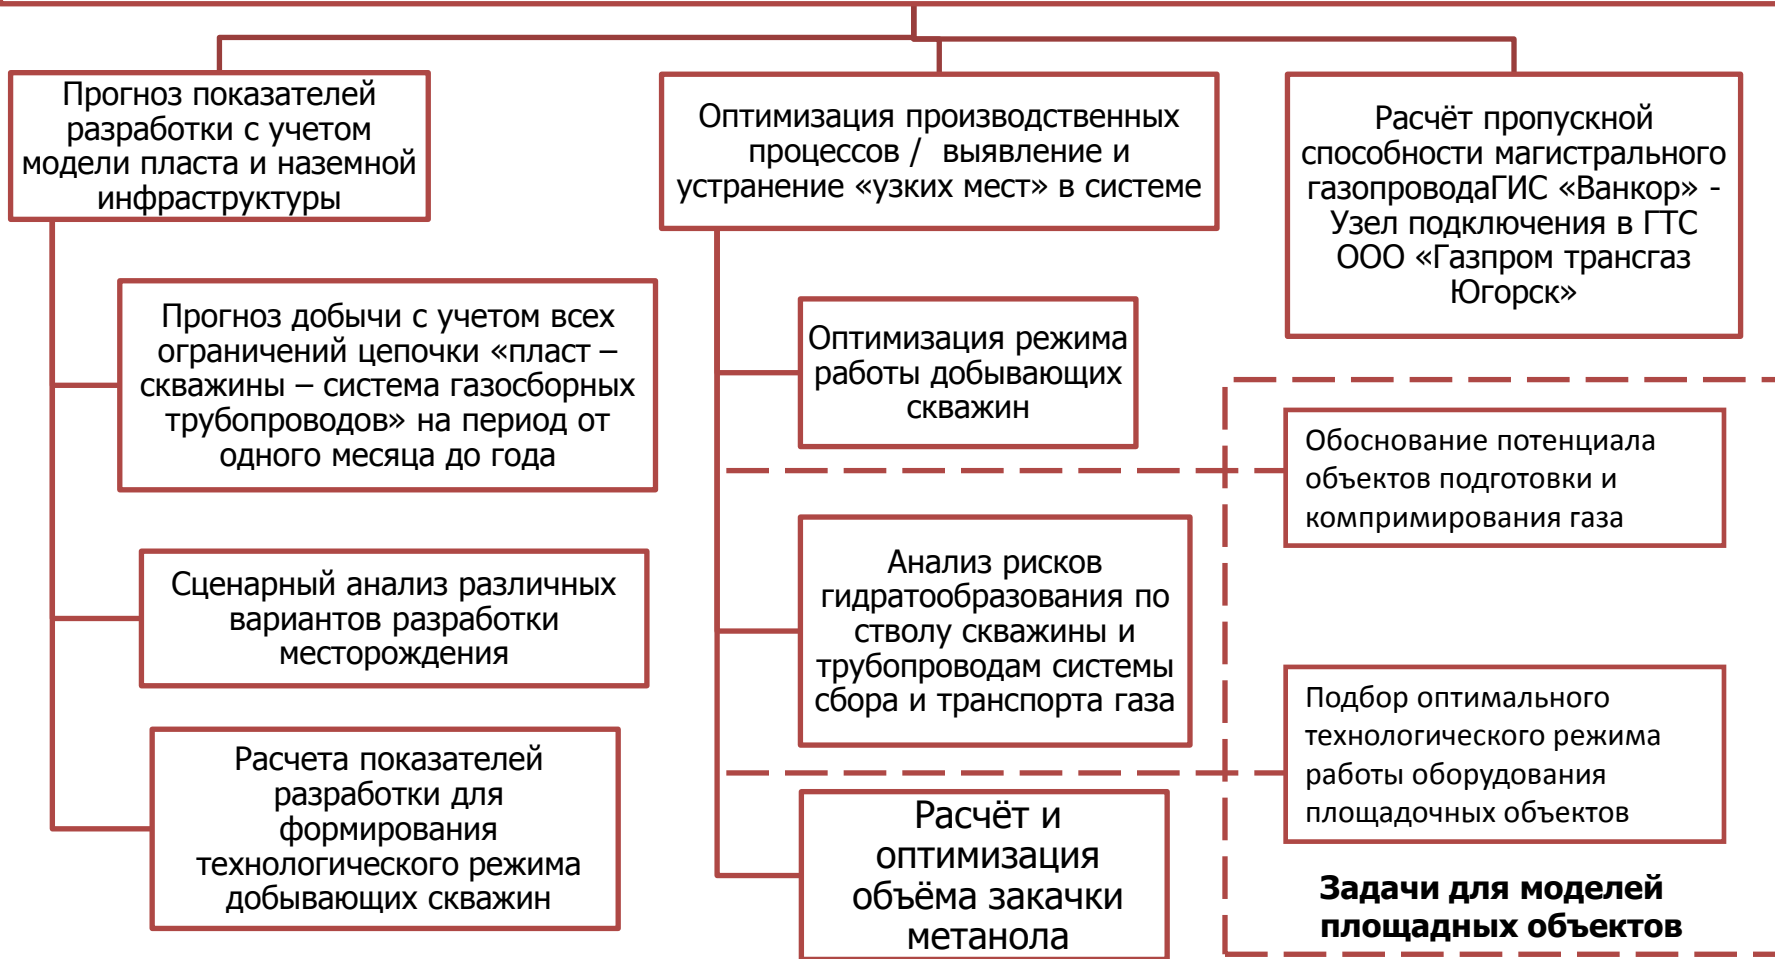 Прогноз показателей
разработки с учетом
модели пласта и наземной
инфраструктуры
Прогноз добычи с учетом всех
ограничений цепочки «пласт –
скважины – система газосборных
трубопроводов» на период от
одного месяца до года
Сценарный анализ различных
вариантов разработки
месторождения
Расчета показателей
разработки для
формирования
технологического режима
добывающих скважин
Оптимизация производственных
процессов /  выявление и
устранение «узких мест» в системе
Оптимизация режима
работы добывающих
скважин
Анализ рисков
гидратообразования по
стволу скважины и
трубопроводам системы
сбора и транспорта газа
Расчёт и
оптимизация
объёма закачки
метанола
Расчёт пропускной
способности магистрального
газопроводаГИС «Ванкор» -
Узел подключения в ГТС
ООО «Газпром трансгаз
Югорск»
Обоснование потенциала
объектов подготовки и
компримирования газа
Подбор оптимального
технологического режима
работы оборудования
площадочных объектов
Задачи для моделей
площадных объектов